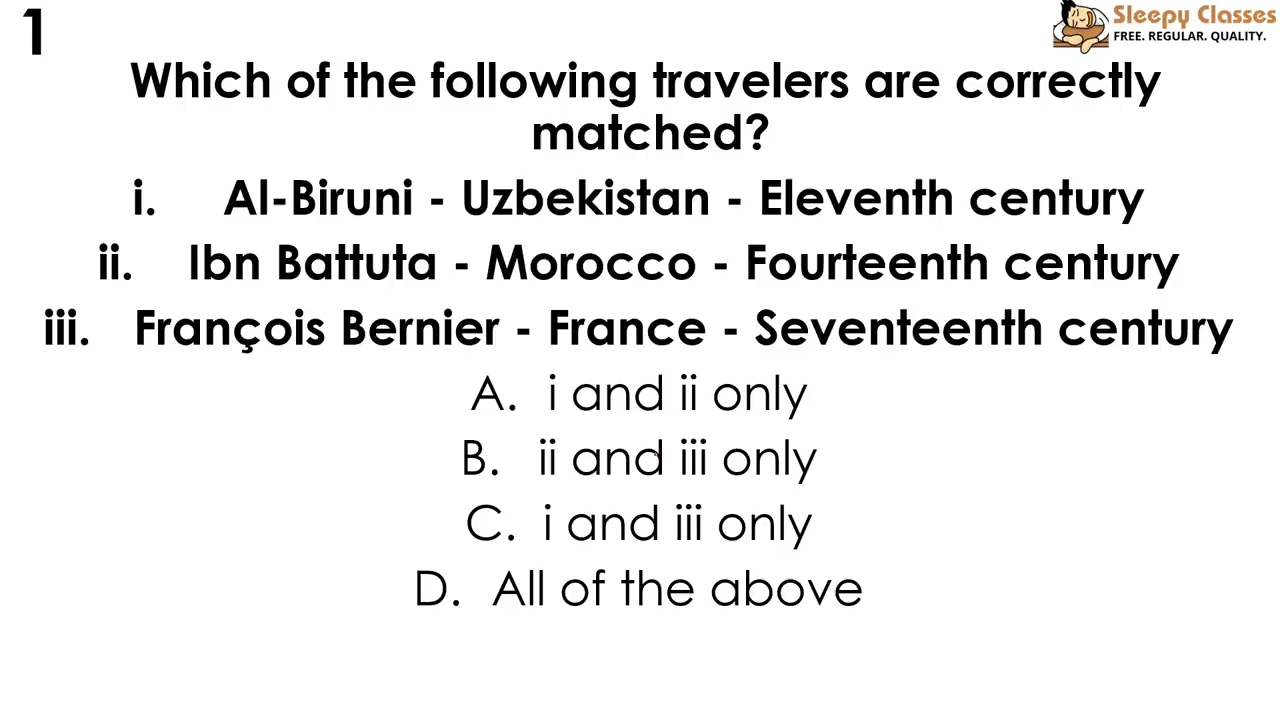 1
Sleepy Classes
FREE. REGULAR. QUALITY.
Which of the following travelers are correctly
matched?
i. Al-Biruni - Uzbekistan - Eleventh century
ii. Ibn Battuta - Morocco - Fourteenth century
iii. François Bernier - France - Seventeenth century
A. i and ii only
B. ii and iii only
C. i and iii only
D. All of the above